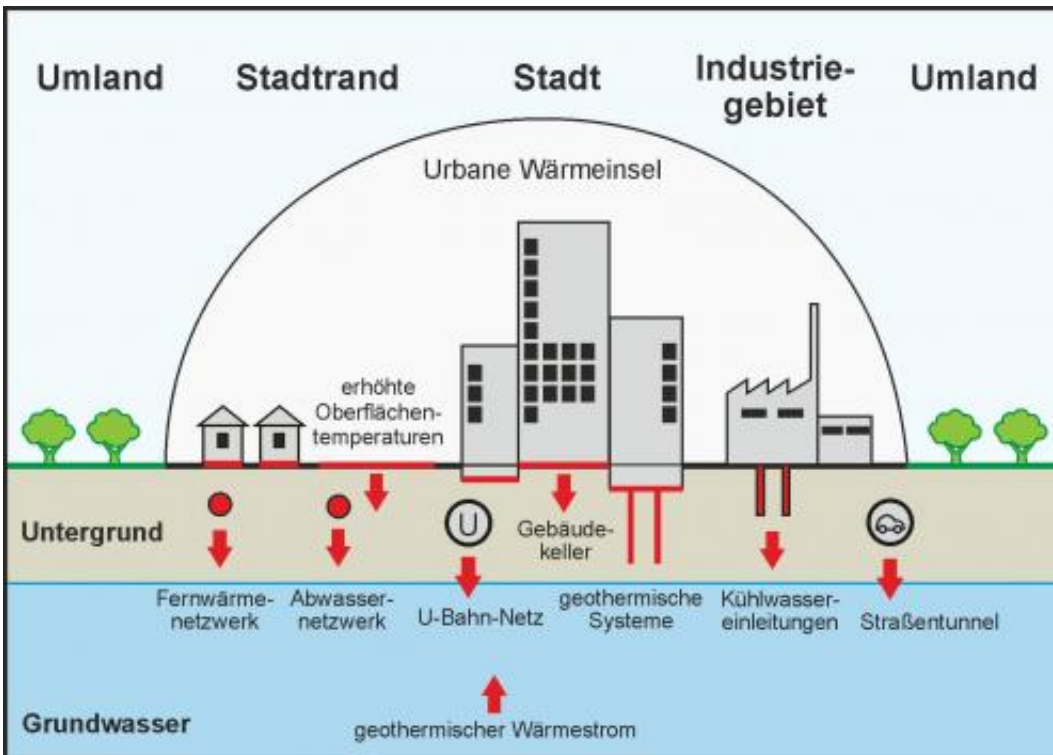 Umland
Stadtrand
Stadt
Industrie-
gebiet
Umland
Urbane Wärmeinsel
erhöhte
Oberflächen-
temperaturen
Untergrund
U
Gebäude-
keller
Fernwärme-
netzwerk
Abwasser-
netzwerk
U-Bahn-Netz
geothermische
Systeme
Kühlwasser-
einleitungen
Straßentunnel
Grundwasser
geothermischer Wärmestrom